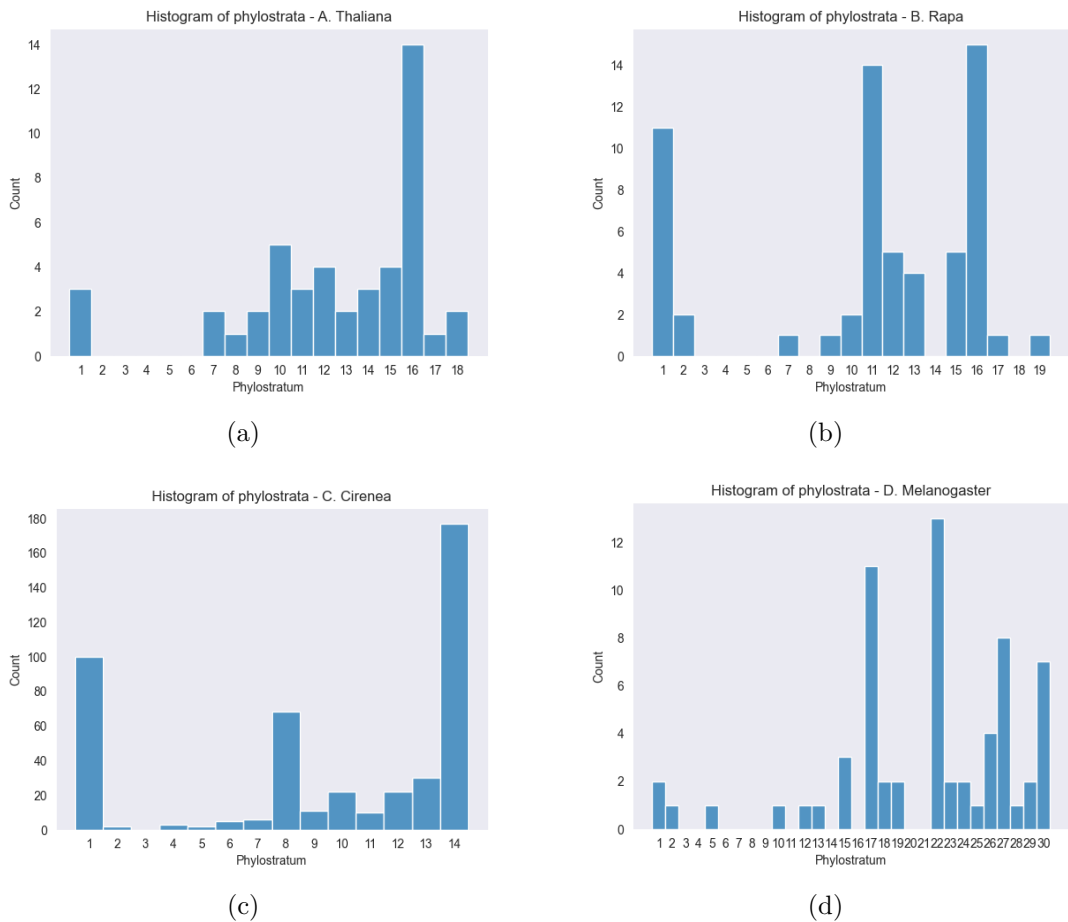 Histogram of phylostrata - A. Thaliana
14
12
10
8
6
4
2
0
Count
1 2 3 4 5 6 7 8 9 10 11 12 13 14 15 16 17 18
Phylostratum
(a)
Histogram of phylostrata - B. Rapa
14
12
10
8
6
4
2
0
Count
1 2 3 4 5 6 7 8 9 10 11 12 13 14 15 16 17 18 19
Phylostratum
(b)
Histogram of phylostrata - C. Cirenea
180
160
140
120
100
80
60
40
20
0
Count
1 2 3 4 5 6 7 8 9 10 11 12 13 14
Phylostratum
(c)
Histogram of phylostrata - D. Melanogaster
12
10
8
6
4
2
0
Count
1 2 3 4 5 6 7 8 9 10 11 12 13 14 15 16 17 18 19 20 21 22 23 24 25 26 27 28 29 30
Phylostratum
(d)